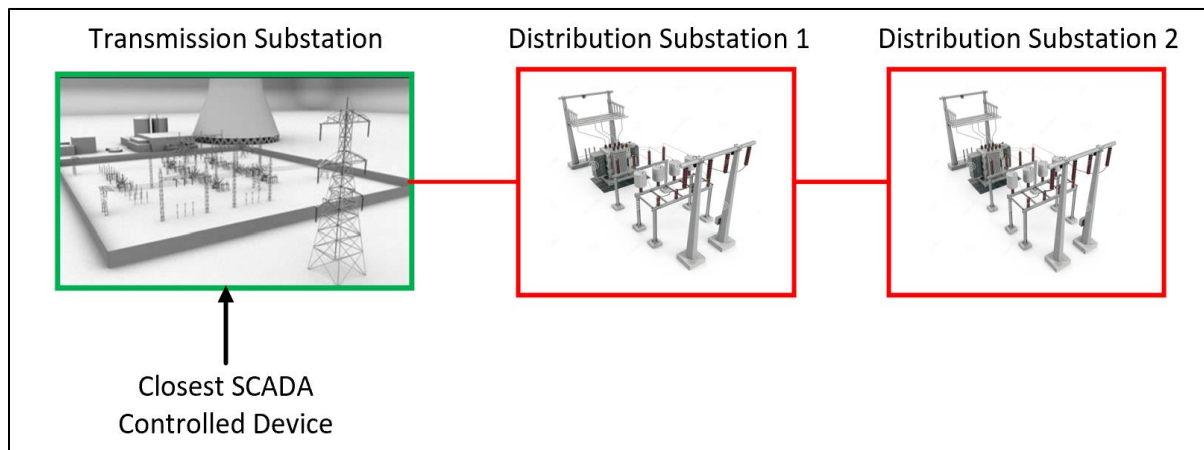 Transmission Substation
Distribution Substation 1
Distribution Substation 2
Closest SCADA
Controlled Device